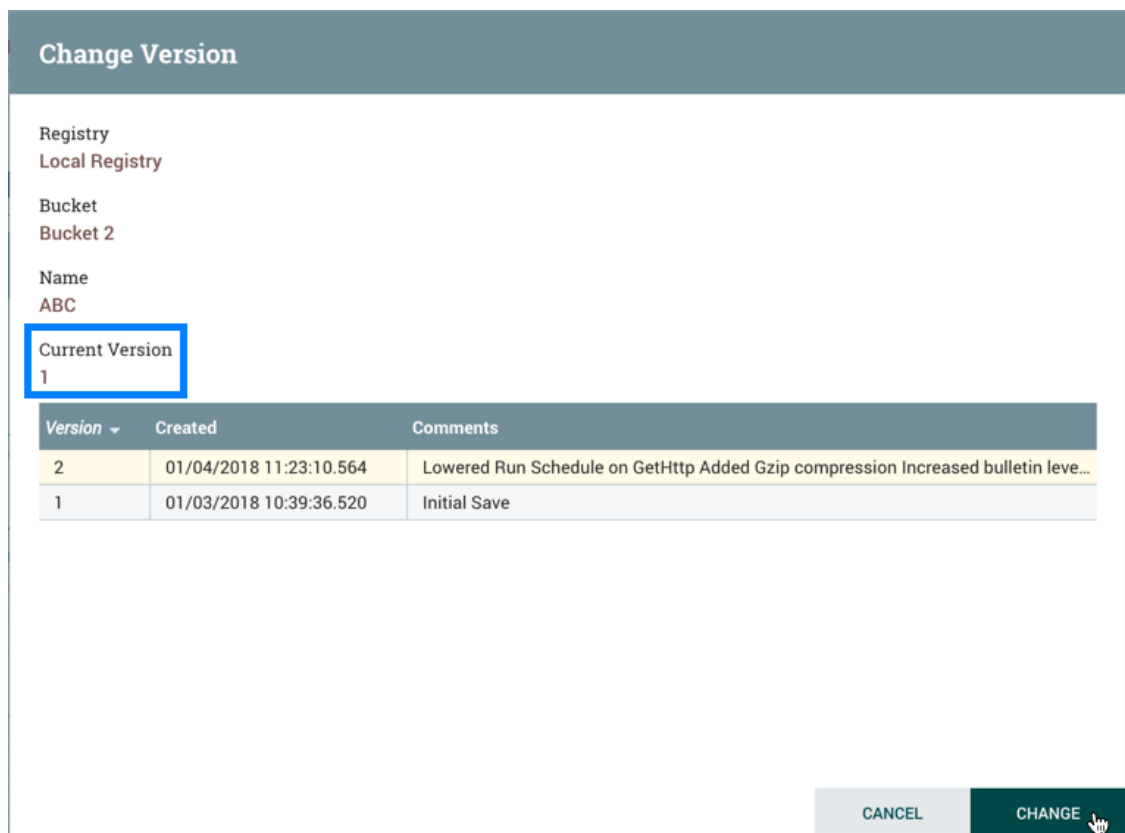 Change Version
Registry
Local Registry
Bucket
Bucket 2
Name
ABC
Current Version
1
Version Created Comments
2 01/04/2018 11:23:10.564 Lowered Run Schedule on GetHttp Added Gzip compression Increased bulletin leve...
1 01/03/2018 10:39:36.520 Initial Save
CANCEL CHANGE